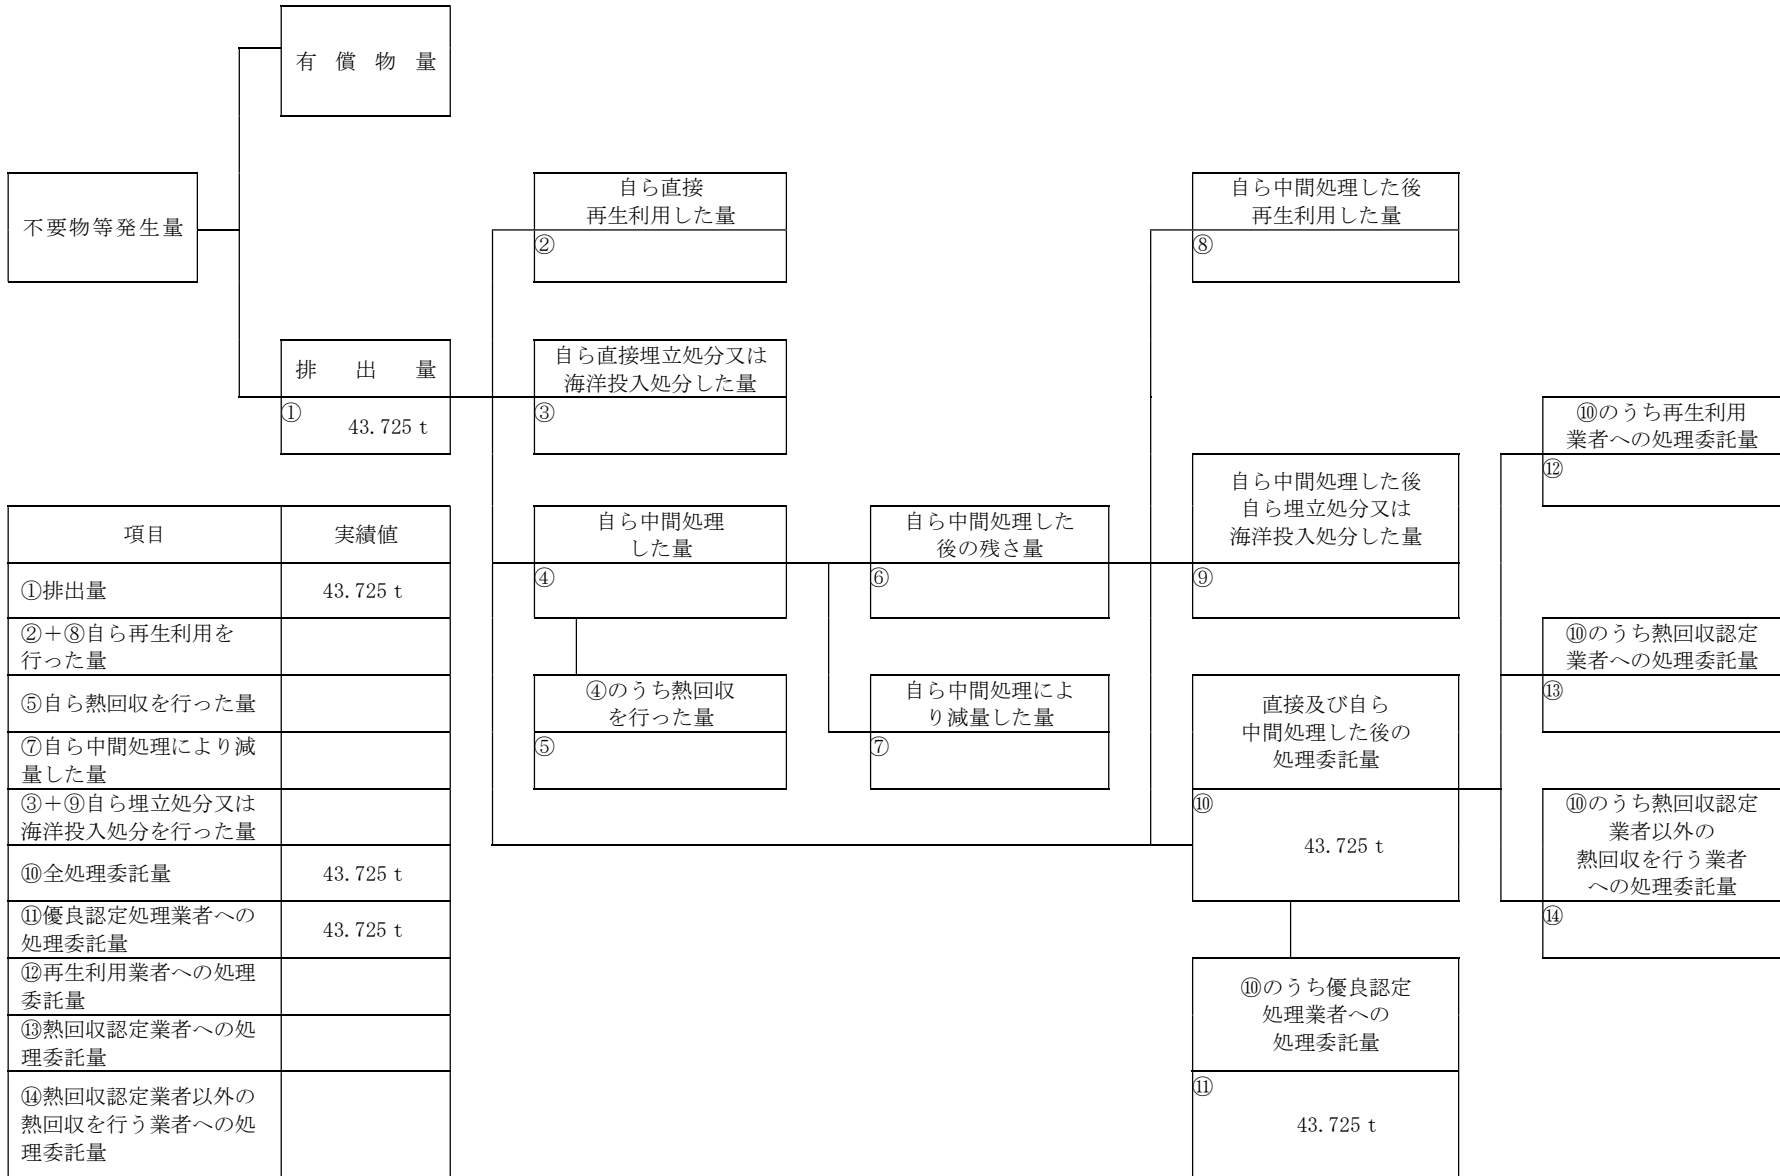 有償物量
不要物等発生量
自ら直接
再生利用した量
②
自ら中間処理した後
再生利用した量
⑧
排出量
①
43.725 t
自ら直接埋立処分又は
海洋投入処分した量
③
⑩のうち再生利用
業者への処理委託量
⑫
自ら中間処理
した量
④
自ら中間処理した
後の残さ量
⑥
自ら中間処理した後
自ら埋立処分又は
海洋投入処分した量
⑨
④のうち熱回収
を行った量
⑤
自ら中間処理によ
り減量した量
⑦
直接及び自ら
中間処理した後の
処理委託量
⑩
43.725 t
⑩のうち熱回収認定
業者への処理委託量
⑬
⑩のうち熱回収認定
業者以外の
熱回収を行う業者
への処理委託量
⑭
⑩のうち優良認定
処理業者への
処理委託量
⑪
43.725 t
項目 実績値
①排出量 43.725 t
②+⑧自ら再生利用を
行った量
⑤自ら熱回収を行った量
⑦自ら中間処理により減
量した量
③+⑨自ら埋立処分又は
海洋投入処分を行った量
⑩全処理委託量 43.725 t
⑪優良認定処理業者への
処理委託量 43.725 t
⑫再生利用業者への処理
委託量
⑬熱回収認定業者への処
理委託量
⑭熱回収認定業者以外の
熱回収を行う業者への処
理委託量